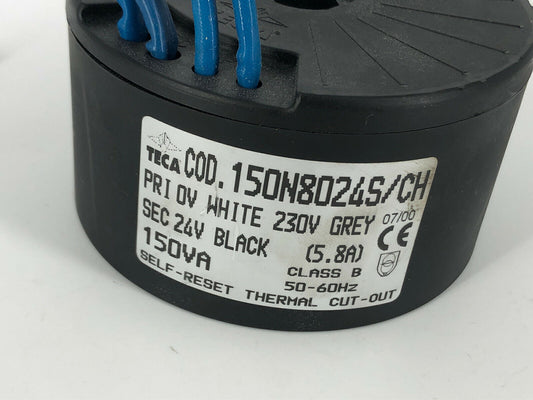 TECA COD.150N8024S/CH
PRI 0V WHITE 230V GREY 07/00
SEC 24V BLACK (5.8A) CE
150VA CLASS B
50-60Hz
SELF-RESET THERMAL CUT-OUT